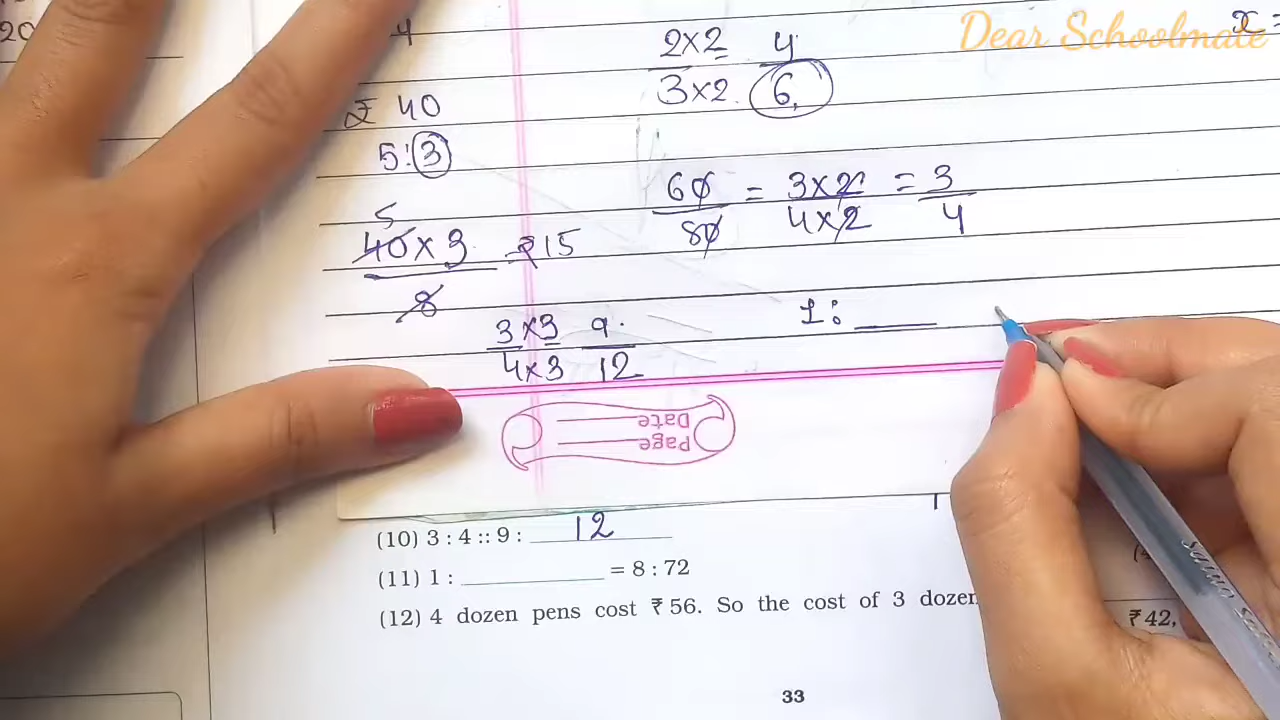 Dear Schoolmate
20
4
2×2 4
3×2 6
x =
₹ 40
5:3
60 = 3×2 = 3
80 4×2 4
5
40×3 = ₹15
8
3×3 9
4×3 12
1: ____
Date
Page
(10) 3 : 4 :: 9 : 12
(11) 1 : ____________ = 8 : 72
(12) 4 dozen pens cost ₹ 56. So the cost of 3 dozen
₹ 42,
33